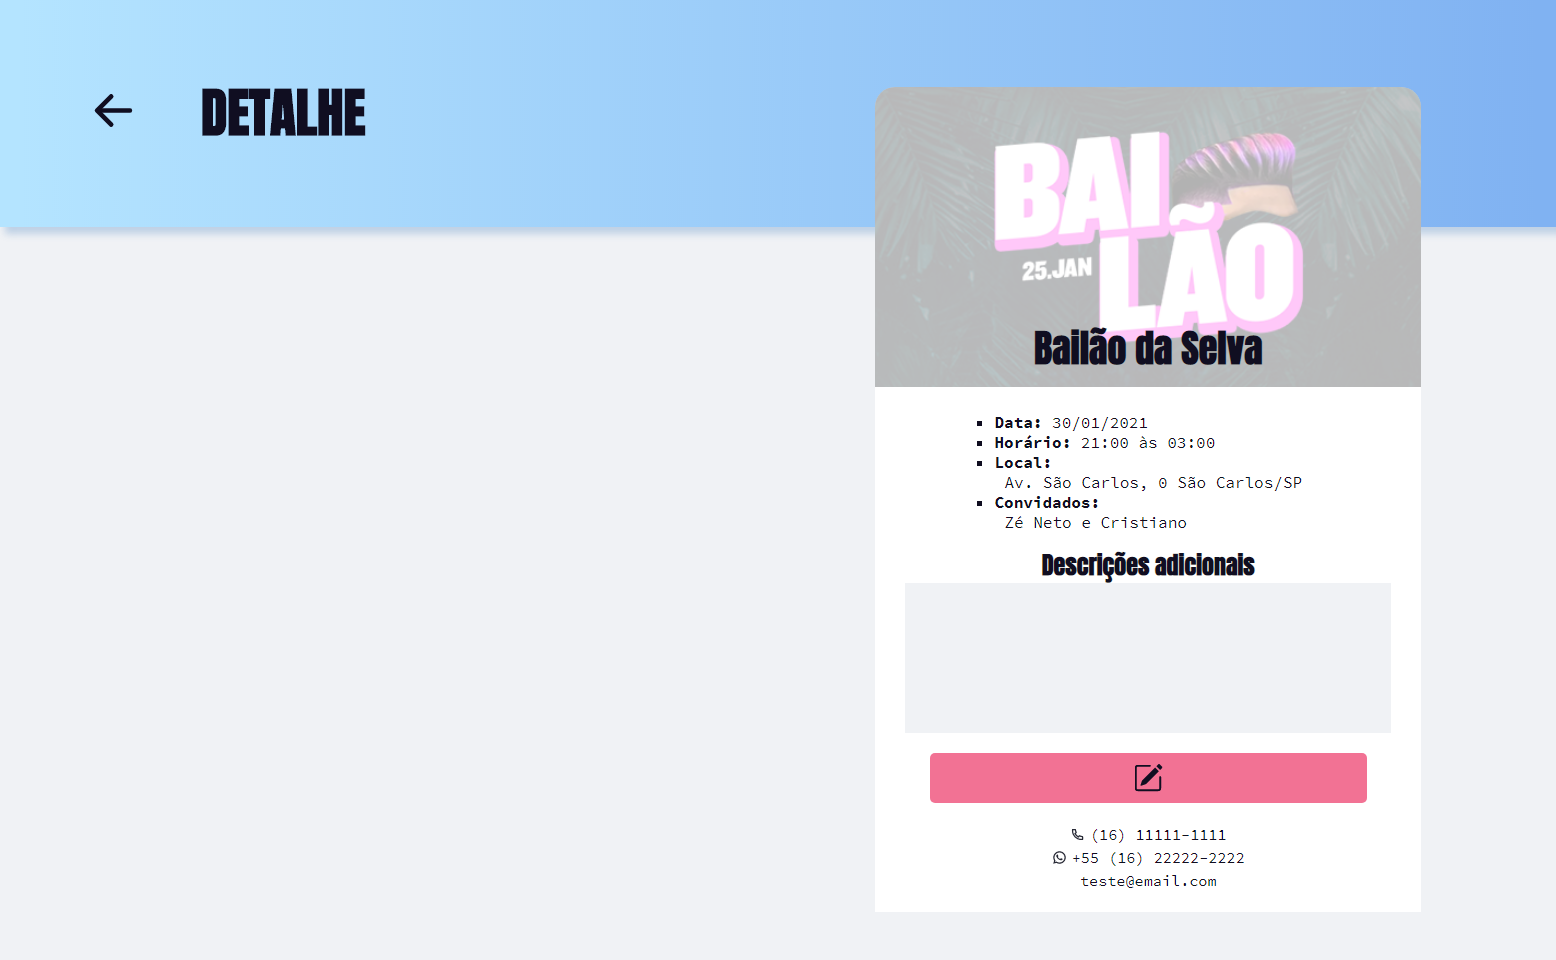 DETALHE
BAI
LÃO
25.JAN
Bailão da Selva
Data: 30/01/2021
Horário: 21:00 às 03:00
Local:
Av. São Carlos, 0 São Carlos/SP
Convidados:
Zé Neto e Cristiano
Descrições adicionais
(16) 11111-1111
+55 (16) 22222-2222
teste@email.com